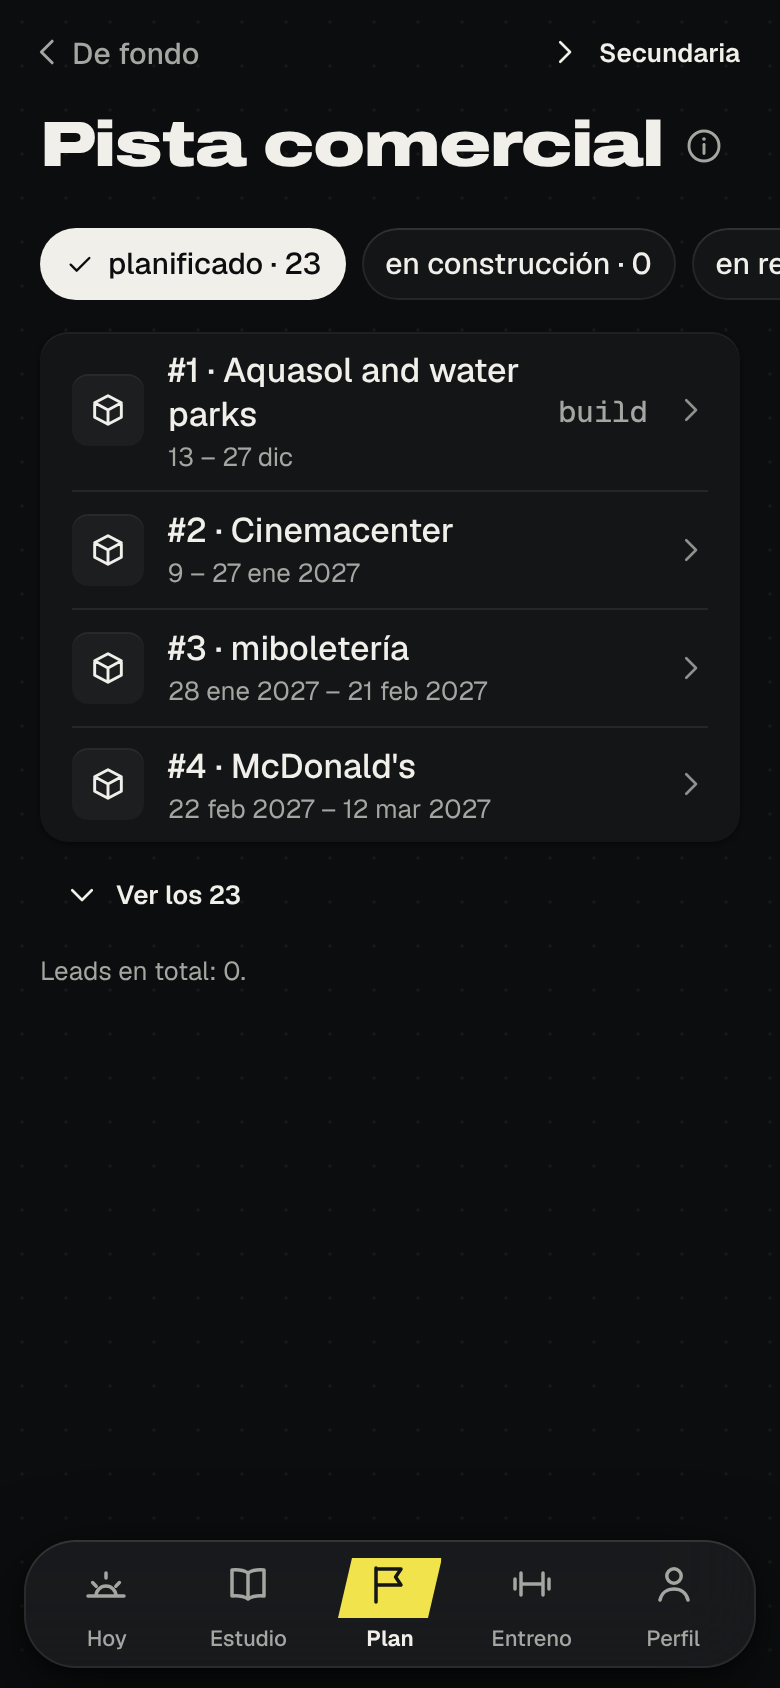 De fondo
Secundaria
Pista comercial
planificado · 23
en construcción · 0
en re
#1 · Aquasol and water
parks
build
13 – 27 dic
#2 · Cinemacenter
9 – 27 ene 2027
#3 · miboletería
28 ene 2027 – 21 feb 2027
#4 · McDonald's
22 feb 2027 – 12 mar 2027
Ver los 23
Leads en total: 0.
Hoy
Estudio
Plan
Entreno
Perfil